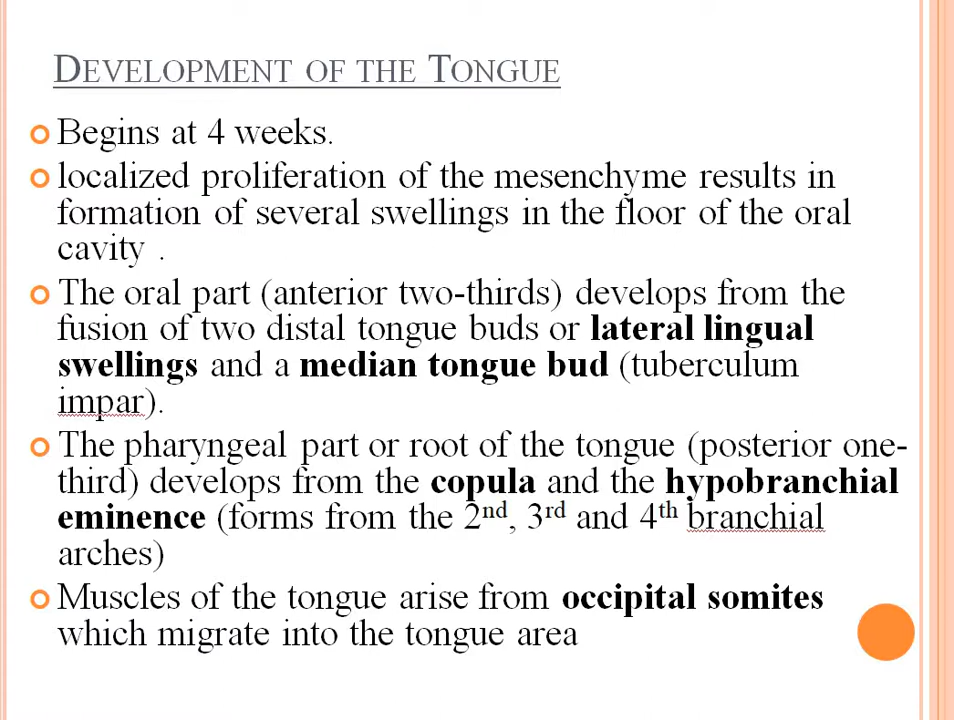 DEVELOPMENT OF THE TONGUE
Begins at 4 weeks.
localized proliferation of the mesenchyme results in
formation of several swellings in the floor of the oral
cavity .
The oral part (anterior two-thirds) develops from the
fusion of two distal tongue buds or lateral lingual
swellings and a median tongue bud (tuberculum
impar).
The pharyngeal part or root of the tongue (posterior one-
third) develops from the copula and the hypobranchial
eminence (forms from the 2nd, 3rd and 4th branchial
arches)
Muscles of the tongue arise from occipital somites
which migrate into the tongue area